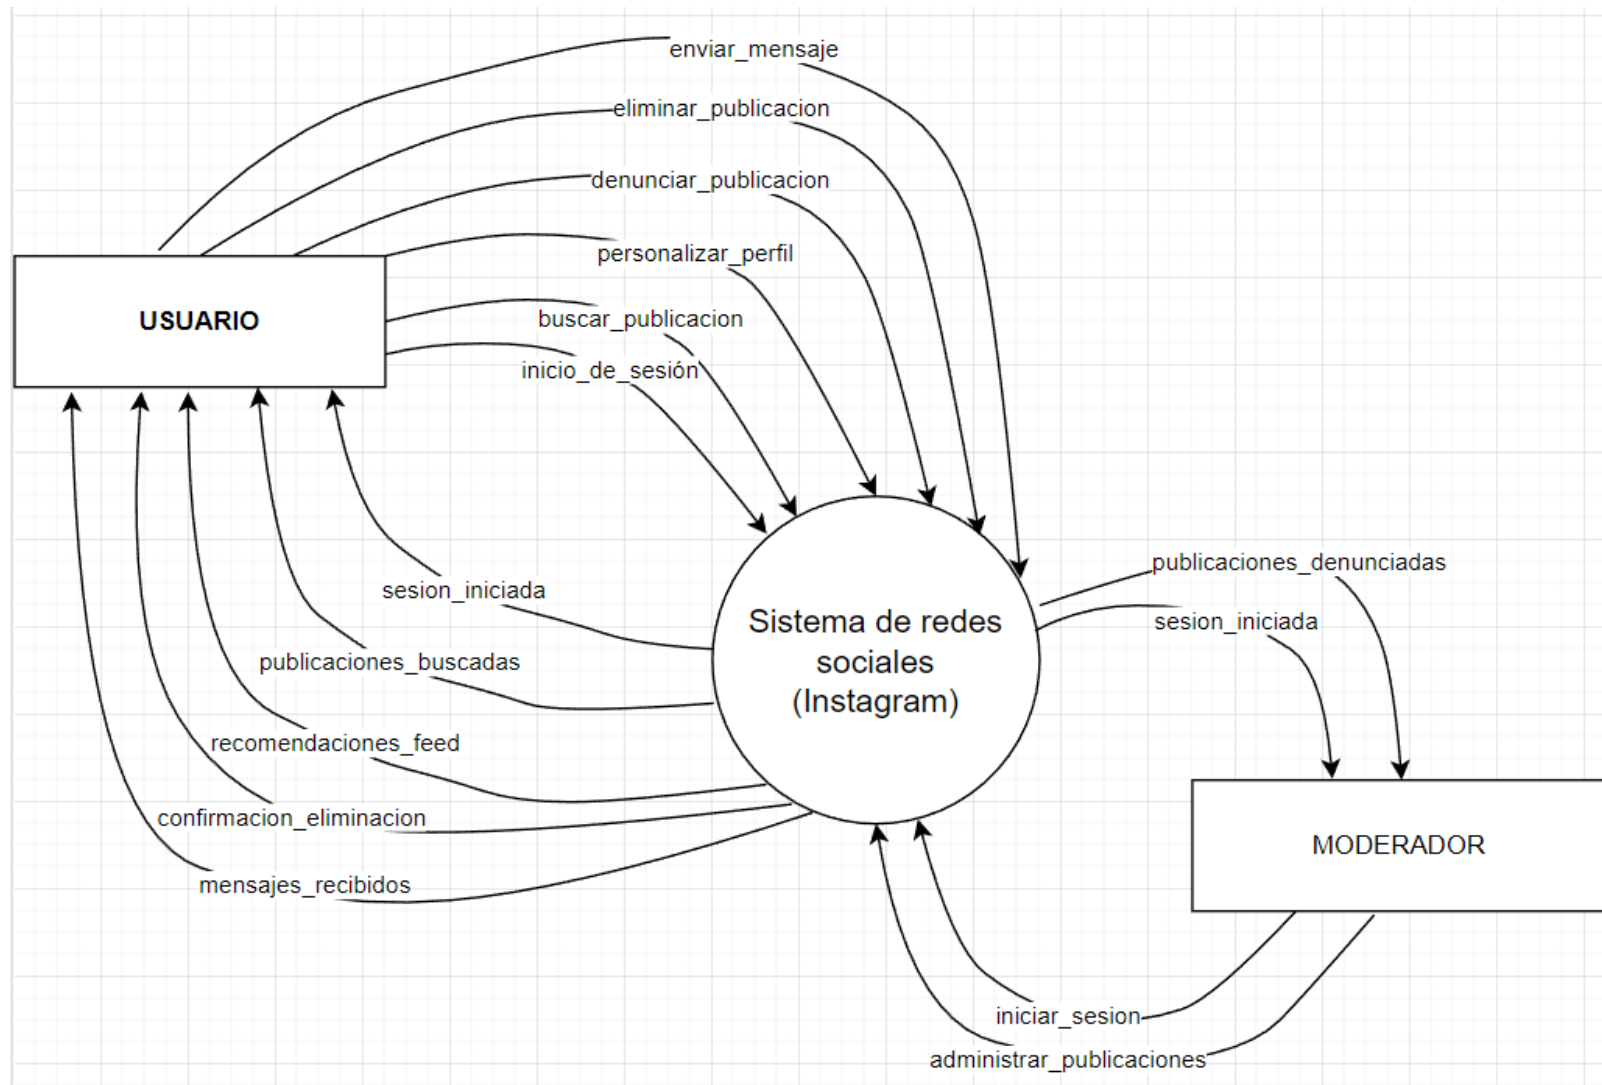 enviar_mensaje
eliminar_publicacion
denunciar_publicacion
personalizar_perfil
USUARIO
buscar_publicacion
inicio_de_sesión
sesion_iniciada
publicaciones_buscadas
recomendaciones_feed
confirmacion_eliminacion
mensajes_recibidos
Sistema de redes
sociales
(Instagram)
publicaciones_denunciadas
sesion_iniciada
MODERADOR
iniciar_sesion
administrar_publicaciones